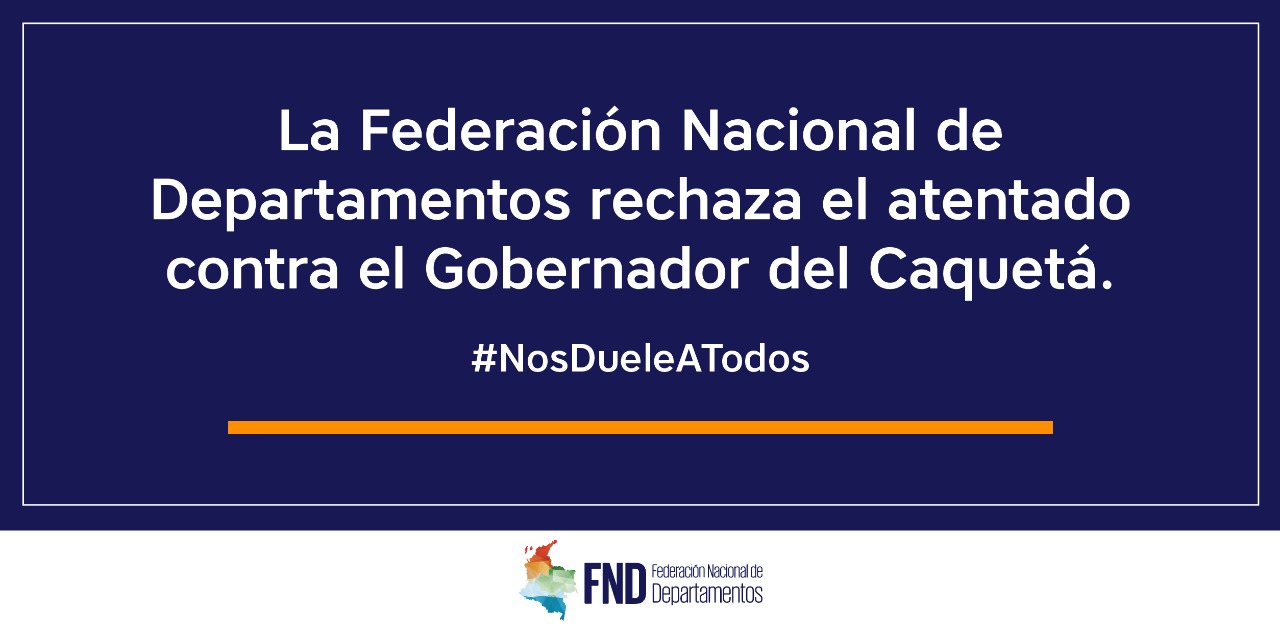 La Federación Nacional de
Departamentos rechaza el atentado
contra el Gobernador del Caquetá.
#NosDueleATodos
FND Federación Nacional de
Departamentos